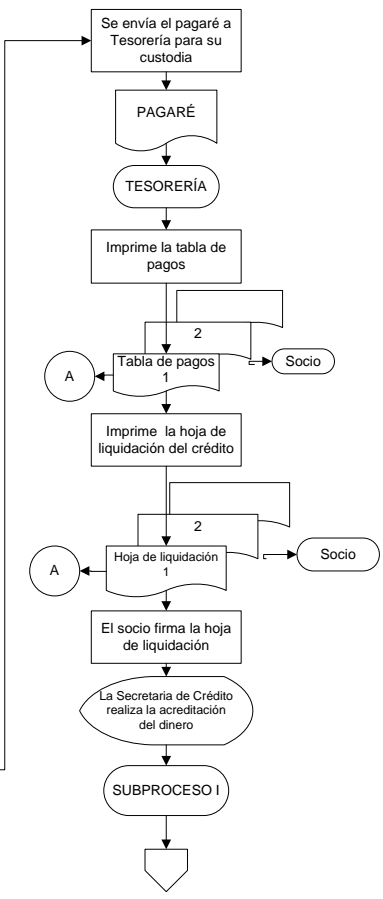 Se envía el pagaré a
Tesorería para su
custodia
PAGARÉ
TESORERÍA
Imprime la tabla de
pagos
2
Tabla de pagos
1
A
Socio
Imprime la hoja de
liquidación del crédito
2
Hoja de liquidación
1
A
Socio
El socio firma la hoja
de liquidación
La Secretaria de Crédito
realiza la acreditación
del dinero
SUBPROCESO I